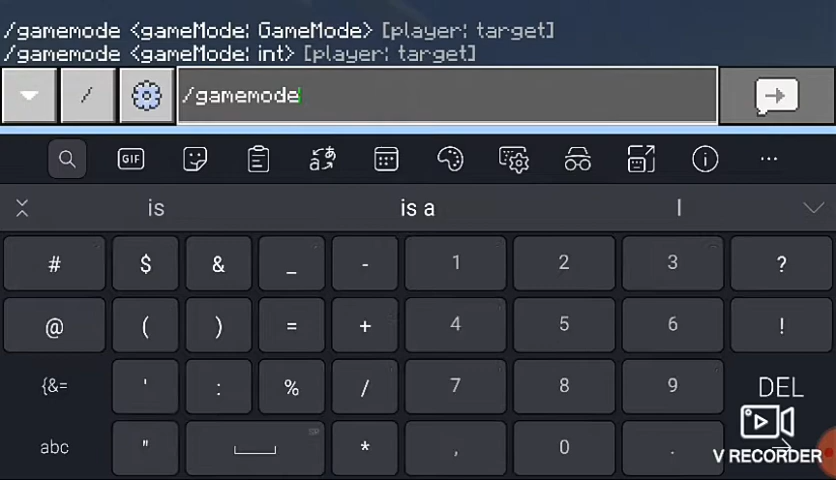 /gamemode <gameMode: GameMode> [player: target]
/gamemode <gameMode: int> [player: target]
/ /gamemode
GIF
is is a I
# $ & _ - 1 2 3 ?
@ ( ) = + 4 5 6 !
{&= ' : % / 7 8 9 DEL
abc " * , 0 .
V RECORDER